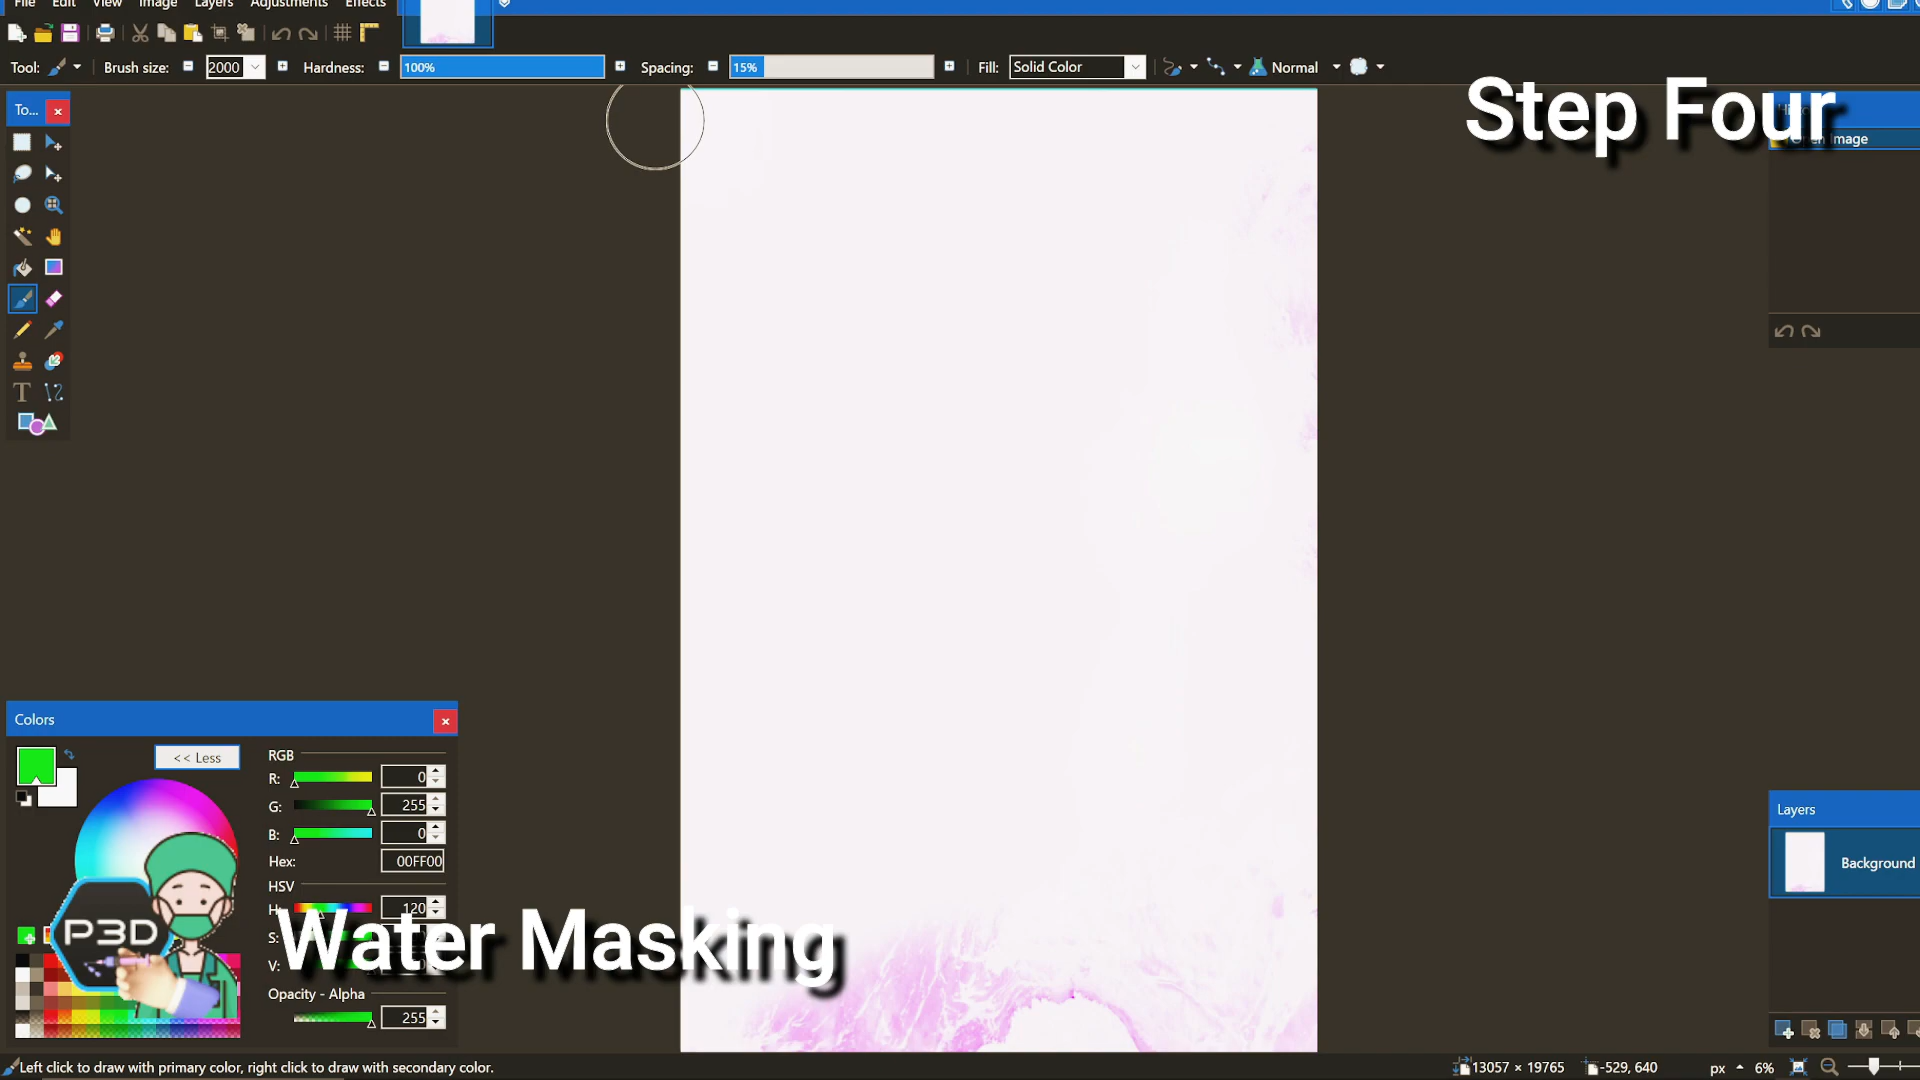 File Edit View Image Layers Adjustments Effects
Tool: Brush size: 2000 Hardness: 100% Spacing: 15% Fill: Solid Color Normal
Step Four
To...
Image
Colors
<< Less
RGB
R: 0
G: 255
B: 0
Hex: 00FF00
HSV
H: 120
S:
V:
Opacity - Alpha
255
P3D
Water Masking
Layers
Background
Left click to draw with primary color, right click to draw with secondary color.
13057 × 19765 -529, 640 px 6%